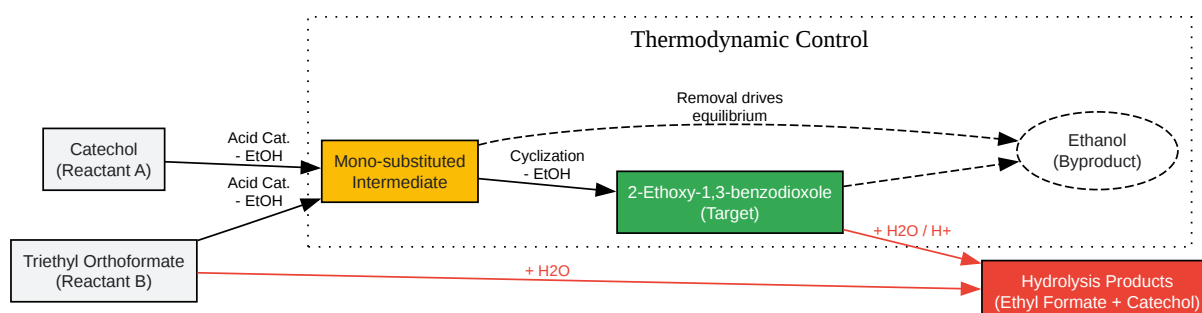 Thermodynamic Control
Catechol
(Reactant A)
Acid Cat.
- EtOH
Acid Cat.
- EtOH
Triethyl Orthoformate
(Reactant B)
Mono-substituted
Intermediate
Cyclization
- EtOH
Removal drives
equilibrium
2-Ethoxy-1,3-benzodioxole
(Target)
Ethanol
(Byproduct)
+ H2O / H+
+ H2O
Hydrolysis Products
(Ethyl Formate + Catechol)